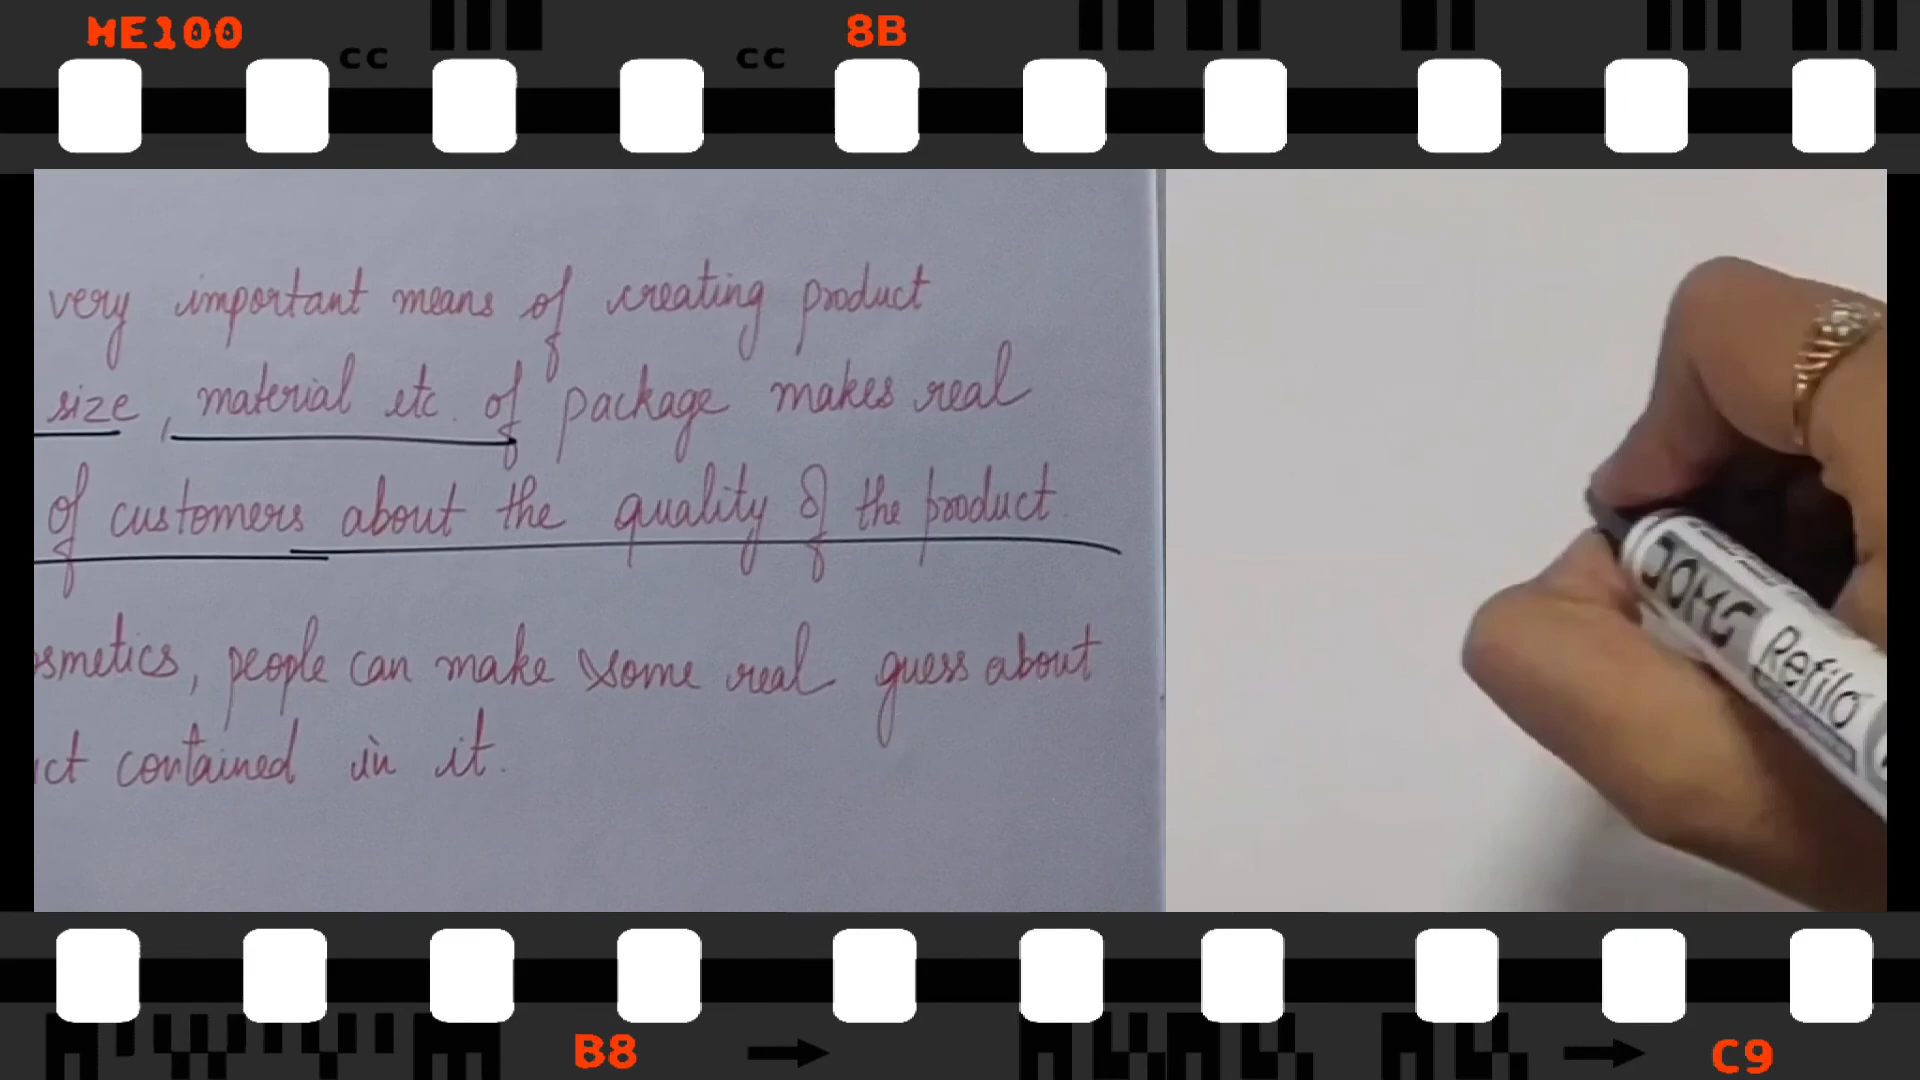 ME100
cc
cc
8B
very important means of creating product
size, material etc. of package makes real
of customers about the quality of the product
osmetics, people can make some real guess about
ct contained in it.
Refilo
B8
C9